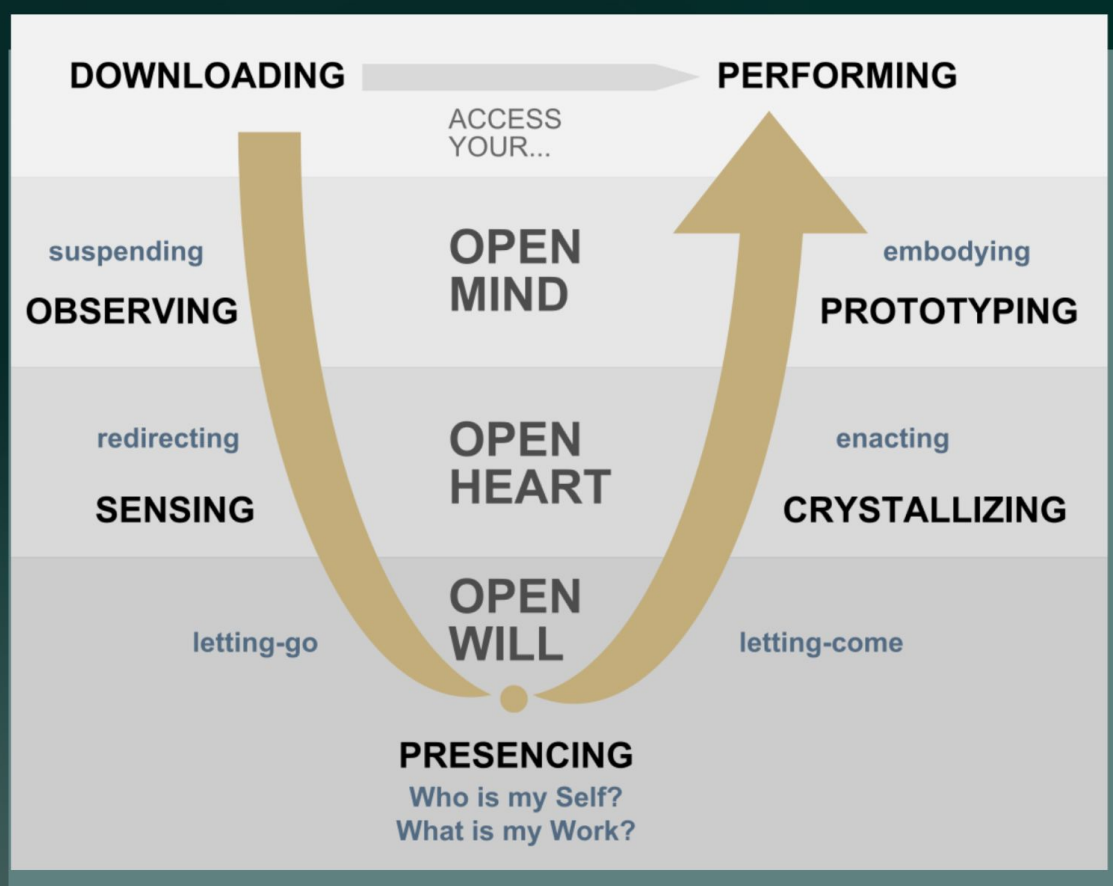 DOWNLOADING
PERFORMING
ACCESS
YOUR...
suspending
OBSERVING
OPEN
MIND
embodying
PROTOTYPING
redirecting
SENSING
OPEN
HEART
enacting
CRYSTALLIZING
letting-go
OPEN
WILL
letting-come
PRESENCING
Who is my Self?
What is my Work?